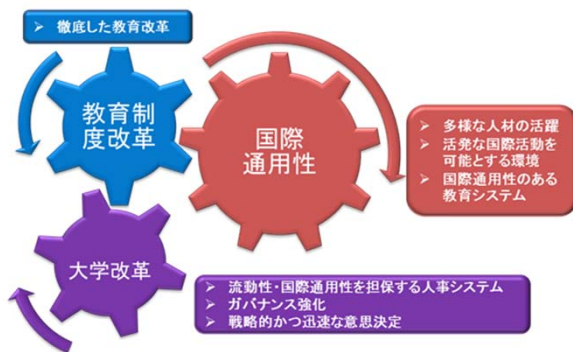 ➢ 徹底した教育改革
教育制
度改革
国際
通用性
➢ 多様な人材の活躍
➢ 活発な国際活動を
可能とする環境
➢ 国際通用性のある
教育システム
大学改革
➢ 流動性・国際通用性を担保する人事システム
➢ ガバナンス強化
➢ 戦略的かつ迅速な意思決定